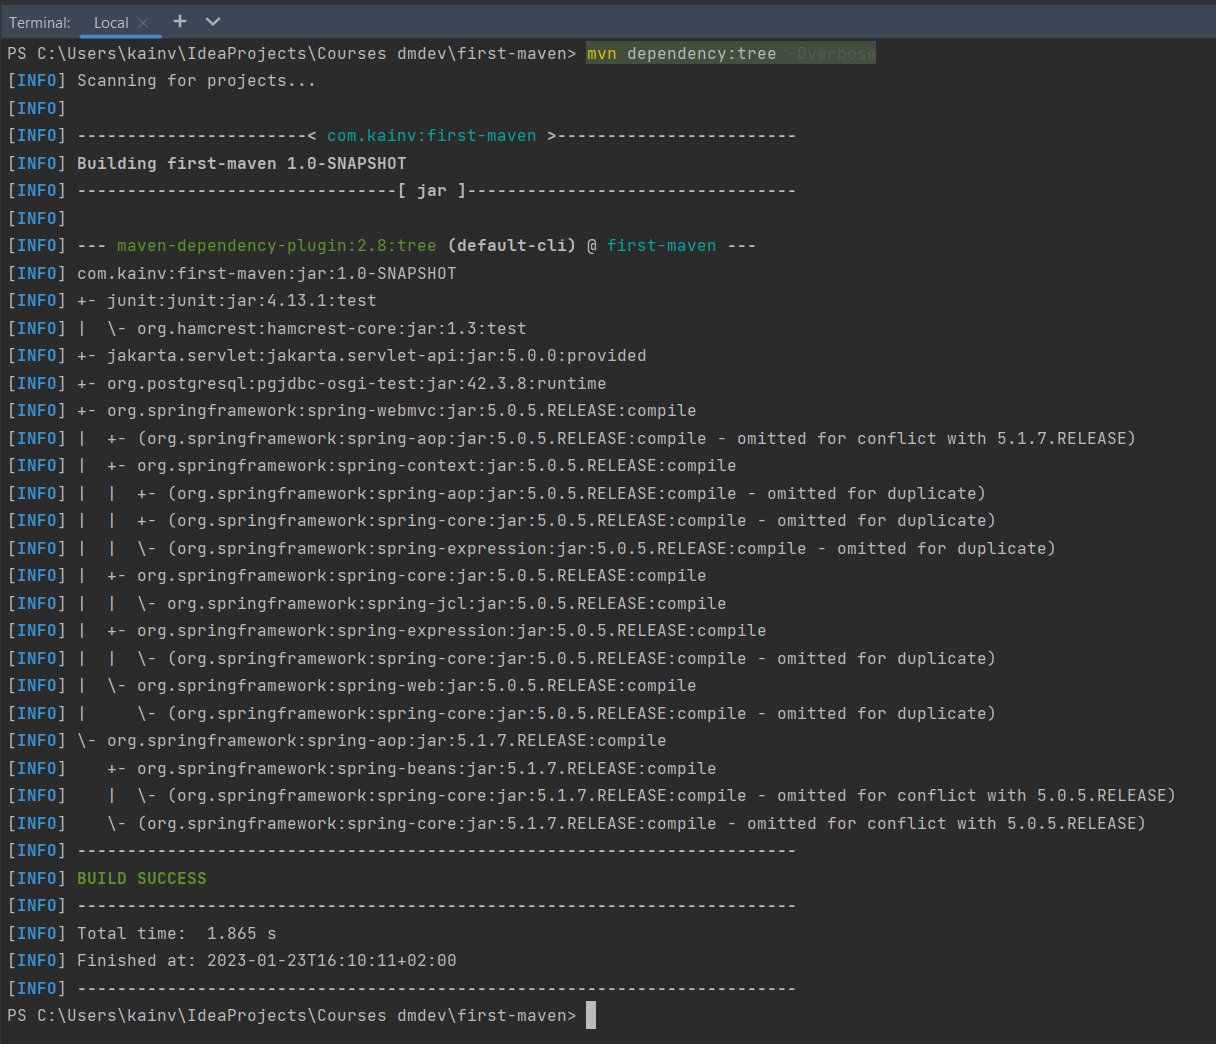 Terminal: Local × + 
PS C:\Users\kainv\IdeaProjects\Courses dmdev\first-maven> mvn dependency:tree -Dverbose
[INFO] Scanning for projects...
[INFO]
[INFO] -----------------------< com.kainv:first-maven >------------------------
[INFO] Building first-maven 1.0-SNAPSHOT
[INFO] --------------------------------[ jar ]---------------------------------
[INFO]
[INFO] --- maven-dependency-plugin:2.8:tree (default-cli) @ first-maven ---
[INFO] com.kainv:first-maven:jar:1.0-SNAPSHOT
[INFO] +- junit:junit:jar:4.13.1:test
[INFO] |  \- org.hamcrest:hamcrest-core:jar:1.3:test
[INFO] +- jakarta.servlet:jakarta.servlet-api:jar:5.0.0:provided
[INFO] +- org.postgresql:pgjdbc-osgi-test:jar:42.3.8:runtime
[INFO] +- org.springframework:spring-webmvc:jar:5.0.5.RELEASE:compile
[INFO] |  +- (org.springframework:spring-aop:jar:5.0.5.RELEASE:compile - omitted for conflict with 5.1.7.RELEASE)
[INFO] |  +- org.springframework:spring-context:jar:5.0.5.RELEASE:compile
[INFO] |  |  +- (org.springframework:spring-aop:jar:5.0.5.RELEASE:compile - omitted for duplicate)
[INFO] |  |  +- (org.springframework:spring-core:jar:5.0.5.RELEASE:compile - omitted for duplicate)
[INFO] |  |  \- (org.springframework:spring-expression:jar:5.0.5.RELEASE:compile - omitted for duplicate)
[INFO] |  +- org.springframework:spring-core:jar:5.0.5.RELEASE:compile
[INFO] |  |  \- org.springframework:spring-jcl:jar:5.0.5.RELEASE:compile
[INFO] |  +- org.springframework:spring-expression:jar:5.0.5.RELEASE:compile
[INFO] |  |  \- (org.springframework:spring-core:jar:5.0.5.RELEASE:compile - omitted for duplicate)
[INFO] |  \- org.springframework:spring-web:jar:5.0.5.RELEASE:compile
[INFO] |     \- (org.springframework:spring-core:jar:5.0.5.RELEASE:compile - omitted for duplicate)
[INFO] \- org.springframework:spring-aop:jar:5.1.7.RELEASE:compile
[INFO]    +- org.springframework:spring-beans:jar:5.1.7.RELEASE:compile
[INFO]    |  \- (org.springframework:spring-core:jar:5.1.7.RELEASE:compile - omitted for conflict with 5.0.5.RELEASE)
[INFO]    \- (org.springframework:spring-core:jar:5.1.7.RELEASE:compile - omitted for conflict with 5.0.5.RELEASE)
[INFO] ------------------------------------------------------------------------
[INFO] BUILD SUCCESS
[INFO] ------------------------------------------------------------------------
[INFO] Total time:  1.865 s
[INFO] Finished at: 2023-01-23T16:10:11+02:00
[INFO] ------------------------------------------------------------------------
PS C:\Users\kainv\IdeaProjects\Courses dmdev\first-maven>